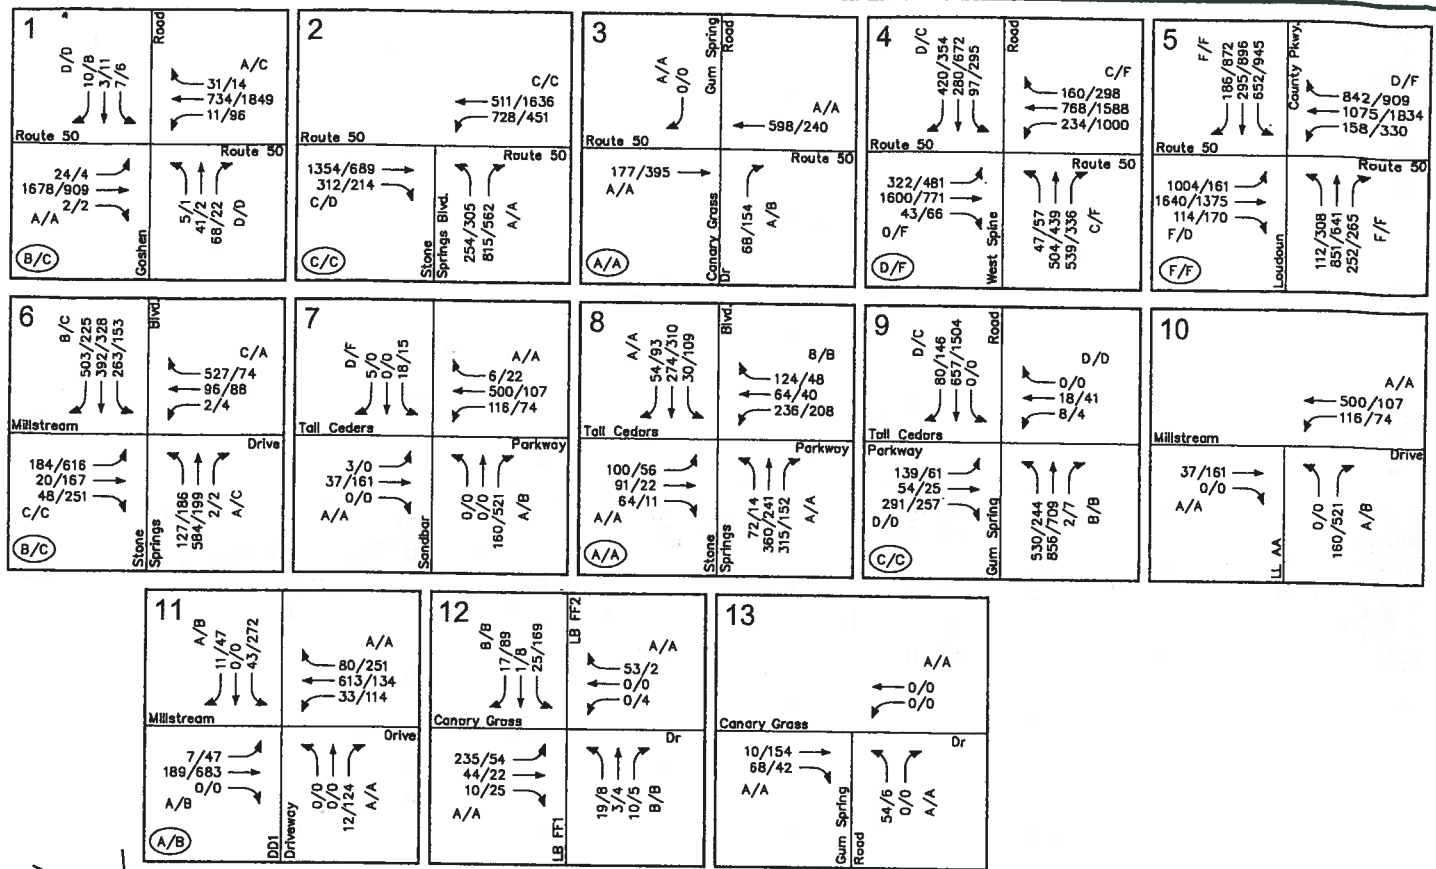 1
D/D
10/8
3/11
7/6
Road
A/C
31/14
734/1849
11/96
Route 50
Route 50
24/4
1678/909
2/2
A/A
B/C
Goshen
5/1
41/2
68/22
D/D
2
C/C
511/1636
728/451
Route 50
Route 50
1354/689
312/214
C/D
C/C
Stone
Springs Blvd.
254/305
815/562
A/A
3
A/A
0/0
Gum Spring
Road
A/A
598/240
Route 50
Route 50
177/395
A/A
A/A
Canary Grass
Dr
68/154
A/B
4
D/C
420/354
280/672
97/295
Road
C/F
160/298
768/1588
234/1000
Route 50
Route 50
322/481
1600/771
43/66
D/F
D/F
West Spine
47/57
504/439
539/336
C/F
5
F/F
186/872
295/896
652/945
County Pkwy.
D/F
842/909
1075/1834
158/330
Route 50
Route 50
1004/161
1640/1375
114/170
F/D
F/F
Loudoun
112/308
851/641
252/265
F/F
6
B/C
503/225
392/328
263/153
Blvd.
C/A
527/74
96/88
2/4
Millstream
Drive
184/616
20/167
48/251
C/C
B/C
Stone
Springs
127/186
584/199
2/2
A/C
7
D/F
5/0
0/0
18/15
A/A
6/22
500/107
116/74
Tall Ceders
Parkway
3/0
37/161
0/0
A/A
Sandbar
0/0
0/0
160/521
A/B
8
A/A
54/93
274/310
30/109
Blvd.
B/B
124/48
64/40
236/208
Tall Cedars
Parkway
100/56
91/22
64/11
A/A
A/A
Stone
Springs
72/14
360/241
315/152
A/A
9
D/C
80/146
657/1504
0/0
Road
D/D
0/0
18/41
8/4
Tall Cedars
Parkway
139/61
54/25
291/257
D/D
C/C
Gum Spring
530/244
856/709
2/7
B/B
10
A/A
500/107
116/74
Millstream
Drive
37/161
0/0
A/A
LL AA
0/0
160/521
A/B
11
A/B
11/47
0/0
43/272
A/A
80/251
613/134
33/114
Millstream
Drive
7/47
189/683
0/0
A/B
A/B
DD1
Driveway
0/0
0/0
12/124
A/A
12
B/B
17/89
1/8
25/169
LB FF2
A/A
53/2
0/0
0/4
Canary Grass
Dr
235/54
44/22
10/25
A/A
LB FF1
19/8
3/4
10/5
B/B
13
A/A
0/0
0/0
Canary Grass
Dr
10/154
68/42
A/A
Gum Spring
Road
54/6
0/0
A/A